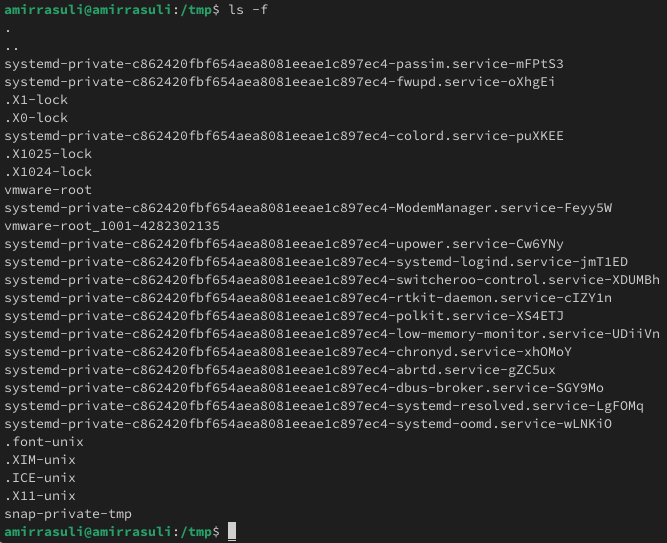 amirrasuli@amirrasuli:/tmp$ ls -f
.
..
systemd-private-c862420fbf654aea8081eeae1c897ec4-passim.service-mFPtS3
systemd-private-c862420fbf654aea8081eeae1c897ec4-fwupd.service-oXhgEi
.X1-lock
.X0-lock
systemd-private-c862420fbf654aea8081eeae1c897ec4-colord.service-puXKEE
.X1025-lock
.X1024-lock
vmware-root
systemd-private-c862420fbf654aea8081eeae1c897ec4-ModemManager.service-Feyy5W
vmware-root_1001-4282302135
systemd-private-c862420fbf654aea8081eeae1c897ec4-upower.service-Cw6YNy
systemd-private-c862420fbf654aea8081eeae1c897ec4-systemd-logind.service-jmT1ED
systemd-private-c862420fbf654aea8081eeae1c897ec4-switcheroo-control.service-XDUMBh
systemd-private-c862420fbf654aea8081eeae1c897ec4-rtkit-daemon.service-cIZY1n
systemd-private-c862420fbf654aea8081eeae1c897ec4-polkit.service-XS4ETJ
systemd-private-c862420fbf654aea8081eeae1c897ec4-low-memory-monitor.service-UDiiVn
systemd-private-c862420fbf654aea8081eeae1c897ec4-chronyd.service-xhOMoY
systemd-private-c862420fbf654aea8081eeae1c897ec4-abrtd.service-gZC5ux
systemd-private-c862420fbf654aea8081eeae1c897ec4-dbus-broker.service-SGY9Mo
systemd-private-c862420fbf654aea8081eeae1c897ec4-systemd-resolved.service-LgFOMq
systemd-private-c862420fbf654aea8081eeae1c897ec4-systemd-oomd.service-wLNKiO
.font-unix
.XIM-unix
.ICE-unix
.X11-unix
snap-private-tmp
amirrasuli@amirrasuli:/tmp$